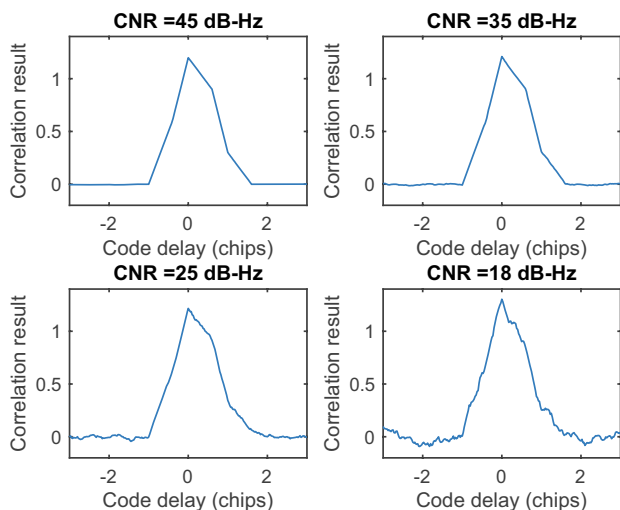 CNR =45 dB-Hz
Correlation result
1
0.5
0
-2
0
2
Code delay (chips)
CNR =35 dB-Hz
Correlation result
1
0.5
0
-2
0
2
Code delay (chips)
CNR =25 dB-Hz
Correlation result
1
0.5
0
-2
0
2
Code delay (chips)
CNR =18 dB-Hz
Correlation result
1
0.5
0
-2
0
2
Code delay (chips)